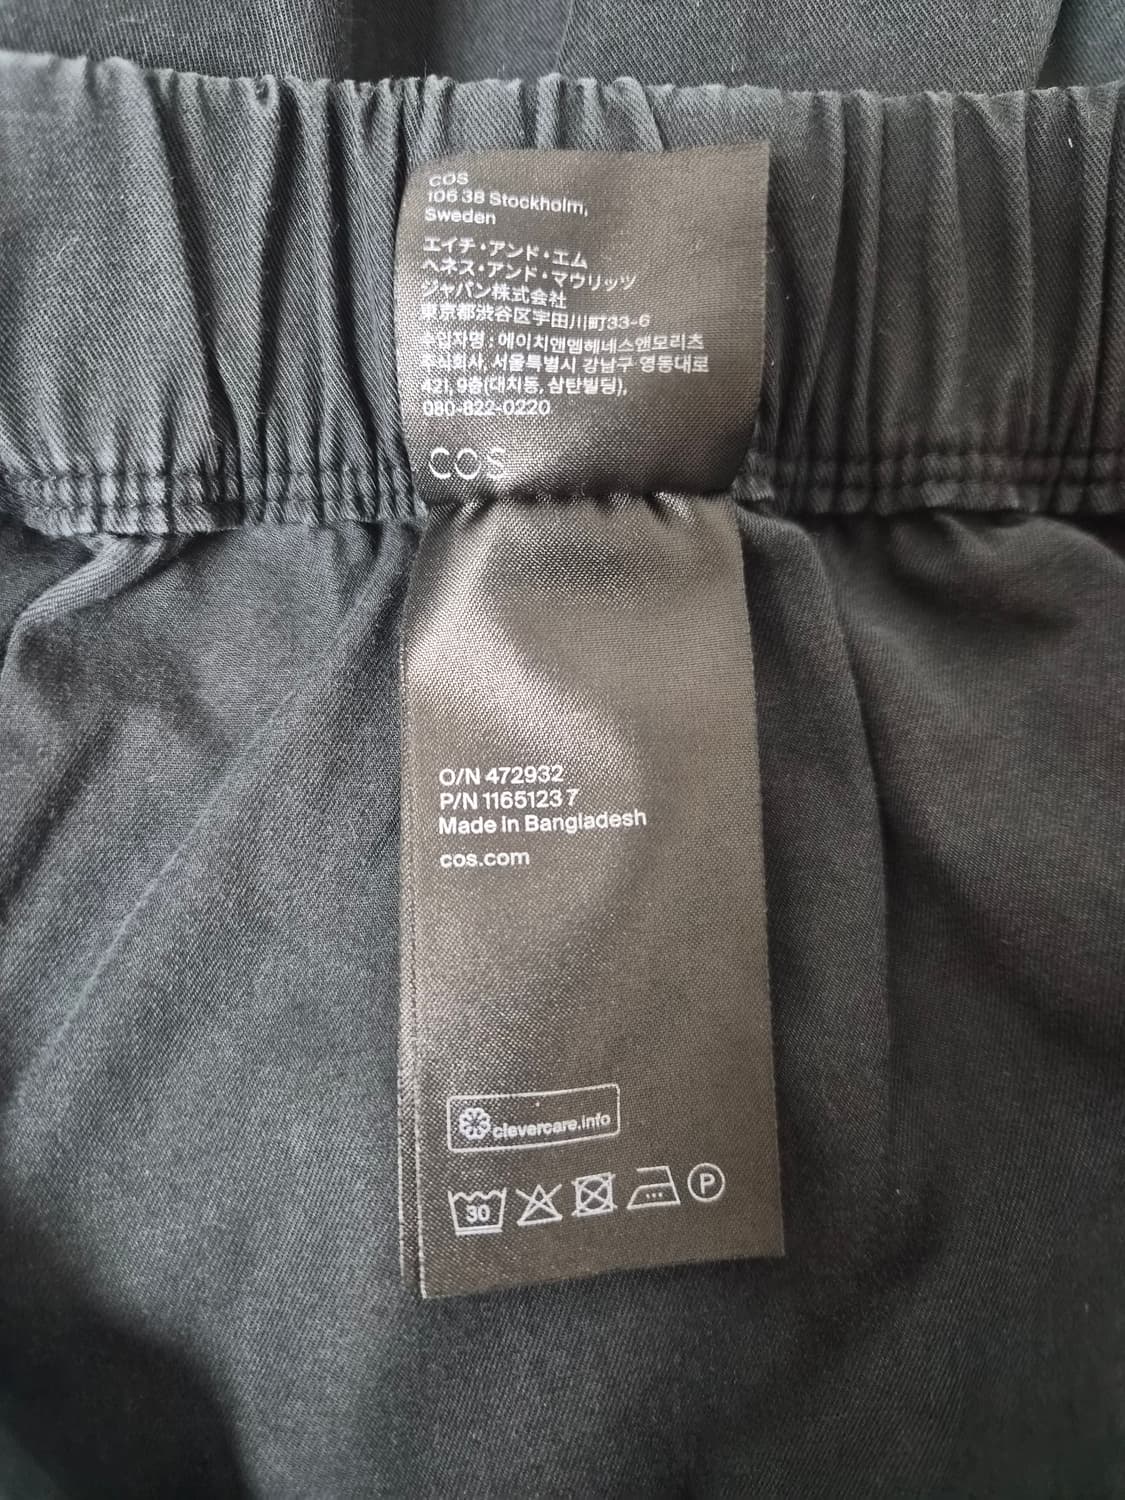 COS
106 38 Stockholm,
Sweden
エイチ・アンド・エム
ヘネス・アンド・マウリッツ
ジャパン株式会社
東京都渋谷区宇田川町33-6
수입자명 : 에이치앤엠헤네스앤모리츠
주식회사, 서울특별시 강남구 영동대로
421, 9층(대치동, 삼탄빌딩),
080-822-0220
COS
O/N 472932
P/N 11651237
Made in Bangladesh
cos.com
clevercare.info
30
P